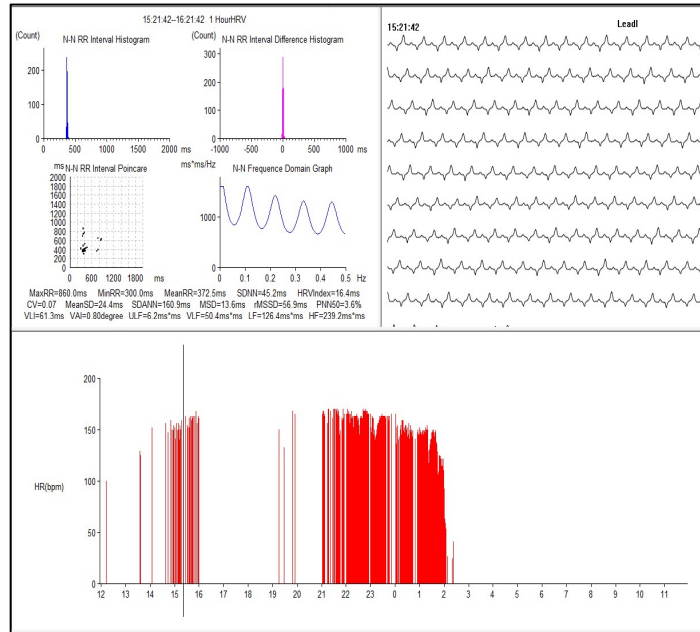 15:21:42--16:21:42  1 HourHRV
(Count)
N-N RR Interval Histogram
200
100
0
0 500 1000 1500 2000 ms
(Count)
N-N RR Interval Difference Histogram
300
200
100
0
-1000 -500 0 500 1000 ms
ms N-N RR Interval Poincare
2000
1800
1600
1400
1200
1000
800
600
400
200
0
0 600 1200 1800 ms
ms*ms/Hz
N-N Frequence Domain Graph
1000
0
0.0 0.1 0.2 0.3 0.4 0.5
Hz
MaxRR=860.0ms MinRR=300.0ms MeanRR=372.5ms SDNN=45.2ms HRVIndex=16.4ms
CV=0.07 MeanSD=24.4ms SDANN=160.9ms MSD=13.6ms rMSSD=56.9ms PINN50=3.6%
VLI=61.3ms VAI=0.80degree ULF=6.2ms*ms VLF=50.4ms*ms LF=126.4ms*ms HF=239.2ms*ms
15:21:42 LeadI
HR(bpm)
200
150
100
50
0
12 13 14 15 16 17 18 19 20 21 22 23 0 1 2 3 4 5 6 7 8 9 10 11